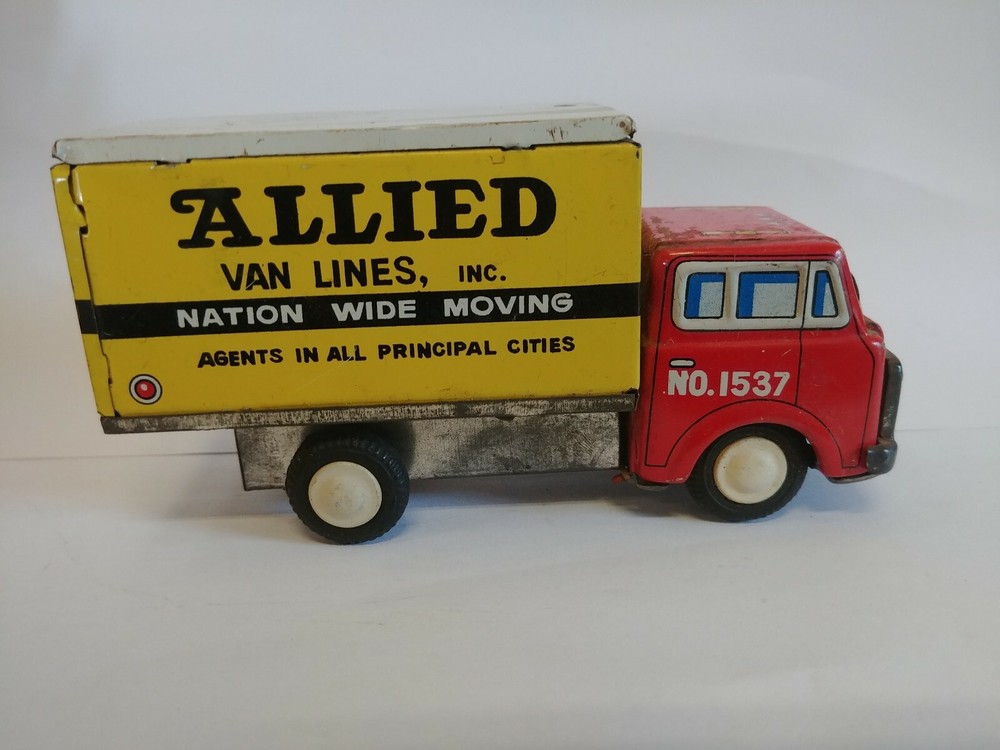 ALLIED
VAN LINES, INC.
NATION WIDE MOVING
AGENTS IN ALL PRINCIPAL CITIES
NO.1537